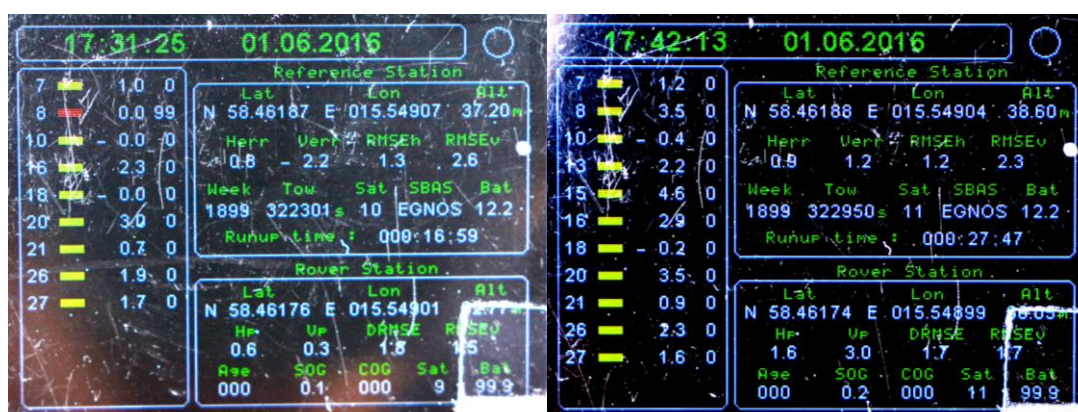 17:31:25 01.06.2016
7 1.0 0
8 0.0 99
10 - 0.0 0
16 - 2.3 0
18 - 0.0 0
20 3.0 0
21 0.7 0
26 1.9 0
27 1.7 0
Reference Station
Lat Lon Alt
N 58.46187 E 015.54907 37.20m
Herr Verr RMSEh RMSEv
0.8 - 2.2 1.3 2.6
Week Tow Sat SBAS Bat
1899 322301s 10 EGNOS 12.2
Runup time : 000:16:59
Rover Station
Lat Lon Alt
N 58.46176 E 015.54901
Hp Vp DRMSE RMSEv
0.6 0.3 1.8 1.5
Age SOG COG Sat Bat
000 0.1 000 9 99.9
17:42:13 01.06.2016
7 1.2 0
8 3.5 0
10 - 0.4 0
13 2.2 0
15 4.6 0
16 2.9 0
18 - 0.2 0
20 3.5 0
21 0.9 0
26 2.3 0
27 1.6 0
Reference Station
Lat Lon Alt
N 58.46188 E 015.54904 38.60m
Herr Verr RMSEh RMSEv
0.9 1.2 1.2 2.3
Week Tow Sat SBAS Bat
1899 322950s 11 EGNOS 12.2
Runup time : 000:27:47
Rover Station
Lat Lon Alt
N 58.46174 E 015.54899
Hp Vp DRMSE RMSEv
1.6 3.0 1.7 1.7
Age SOG COG Sat Bat
000 0.2 000 11 99.9